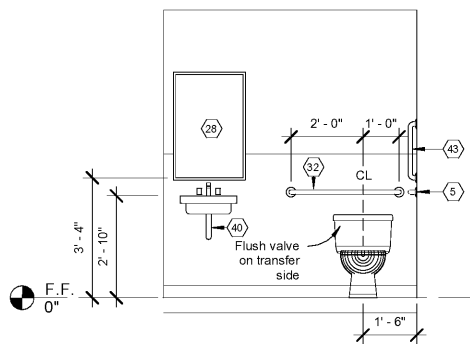 28
2' - 0"
1' - 0"
43
32
CL
5
3' - 4"
2' - 10"
40
Flush valve
on transfer
side
F.F.
0"
1' - 6"